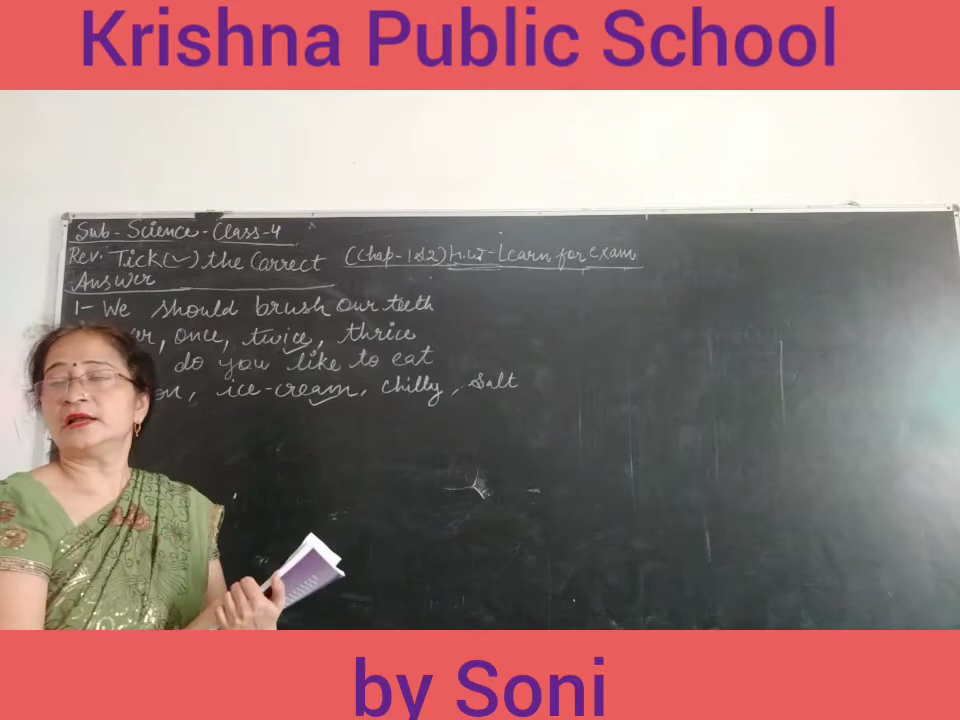 Krishna Public School
Sub- Science - Class-4
Rev. Tick(✓) the Correct (Chap-1&2) H.W- Learn for exam
Answer
1- We should brush our teeth
once, twice, thrice
do you like to eat
ice-cream, chilly, salt
by Soni